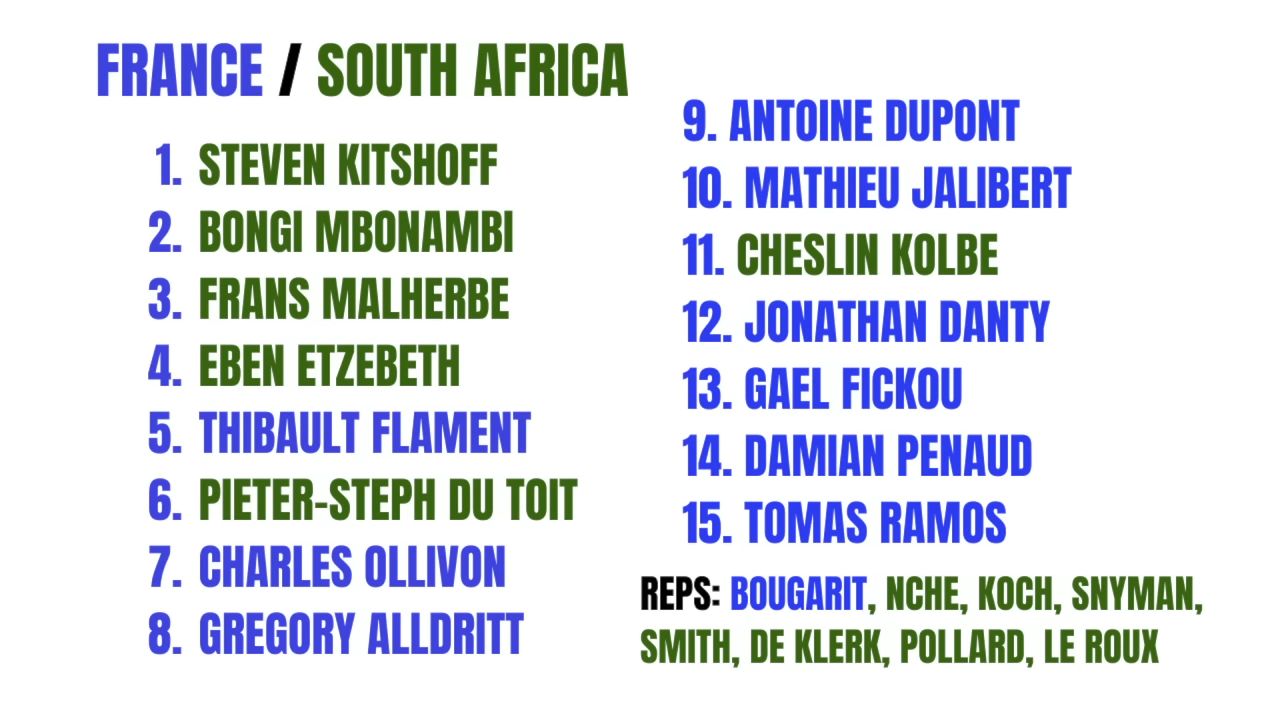 FRANCE / SOUTH AFRICA
1. STEVEN KITSHOFF
2. BONGI MBONAMBI
3. FRANS MALHERBE
4. EBEN ETZEBETH
5. THIBAULT FLAMENT
6. PIETER-STEPH DU TOIT
7. CHARLES OLLIVON
8. GREGORY ALLDRITT
9. ANTOINE DUPONT
10. MATHIEU JALIBERT
11. CHESLIN KOLBE
12. JONATHAN DANTY
13. GAEL FICKOU
14. DAMIAN PENAUD
15. TOMAS RAMOS
REPS: BOUGARIT, NCHE, KOCH, SNYMAN,
SMITH, DE KLERK, POLLARD, LE ROUX